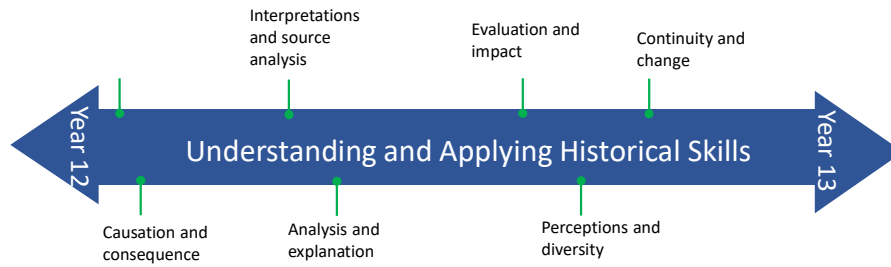 Interpretations
and source
analysis
Evaluation and
impact
Continuity and
change
Year 12
Understanding and Applying Historical Skills
Year 13
Causation and
consequence
Analysis and
explanation
Perceptions and
diversity